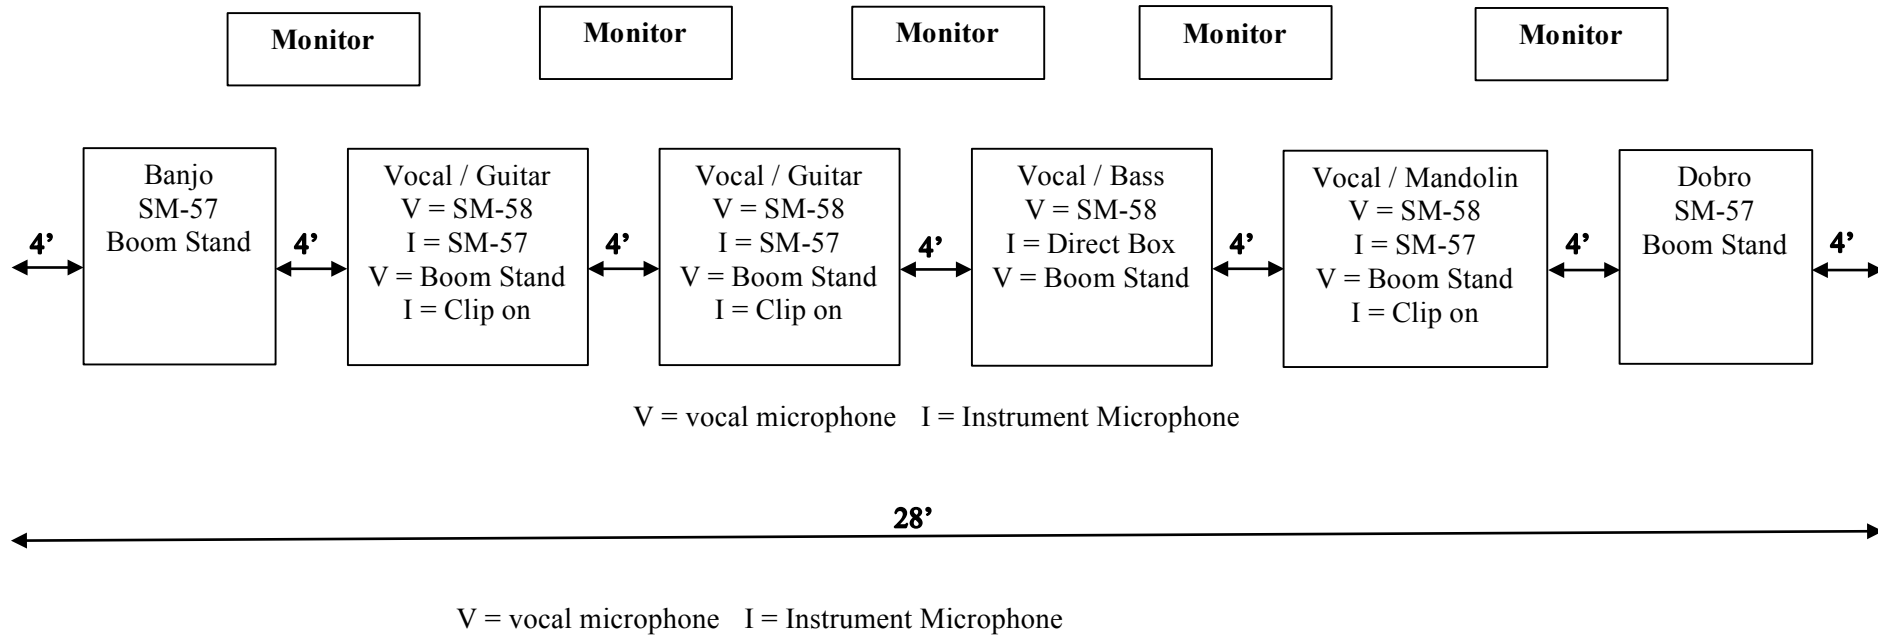 Monitor
Monitor
Monitor
Monitor
Monitor
Banjo
SM-57
Boom Stand
Vocal / Guitar
V = SM-58
I = SM-57
V = Boom Stand
I = Clip on
Vocal / Guitar
V = SM-58
I = SM-57
V = Boom Stand
I = Clip on
Vocal / Bass
V = SM-58
I = Direct Box
V = Boom Stand
Vocal / Mandolin
V = SM-58
I = SM-57
V = Boom Stand
I = Clip on
Dobro
SM-57
Boom Stand
4’
4’
4’
4’
4’
4’
4’
V = vocal microphone I = Instrument Microphone
28’
V = vocal microphone I = Instrument Microphone